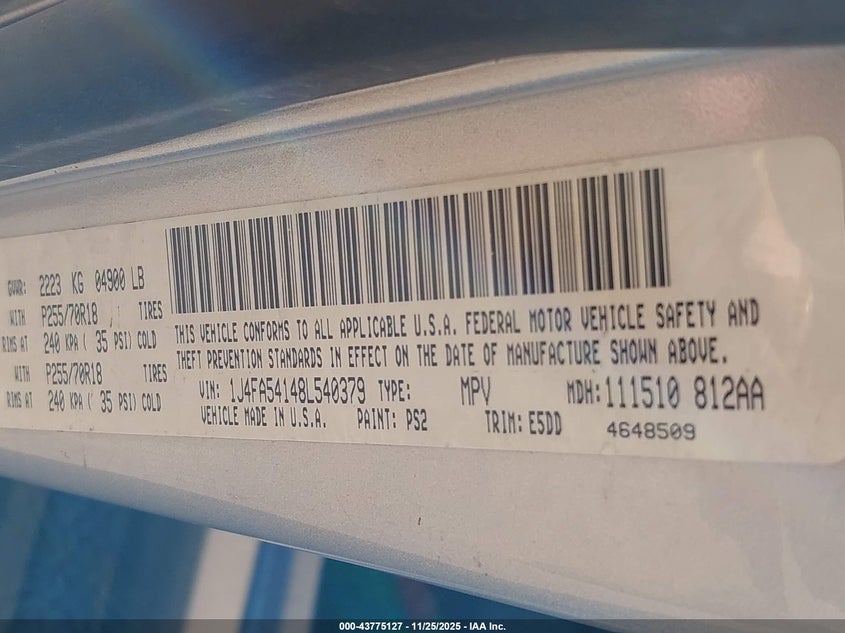 GVWR: 2223 KG 04900 LB
WITH P255/70R18 TIRES
RIMS AT 240 KPA ( 35 PSI) COLD
WITH P255/70R18 TIRES
RIMS AT 240 KPA ( 35 PSI) COLD
THIS VEHICLE CONFORMS TO ALL APPLICABLE U.S.A. FEDERAL MOTOR VEHICLE SAFETY AND
THEFT PREVENTION STANDARDS IN EFFECT ON THE DATE OF MANUFACTURE SHOWN ABOVE.
VIN: 1J4FA54148L540379 TYPE: MPV MDH: 111510 812AA
VEHICLE MADE IN U.S.A. PAINT: PS2 TRIM: E5DD 4648509
000-43775127 - 11/25/2025 - IAA Inc.